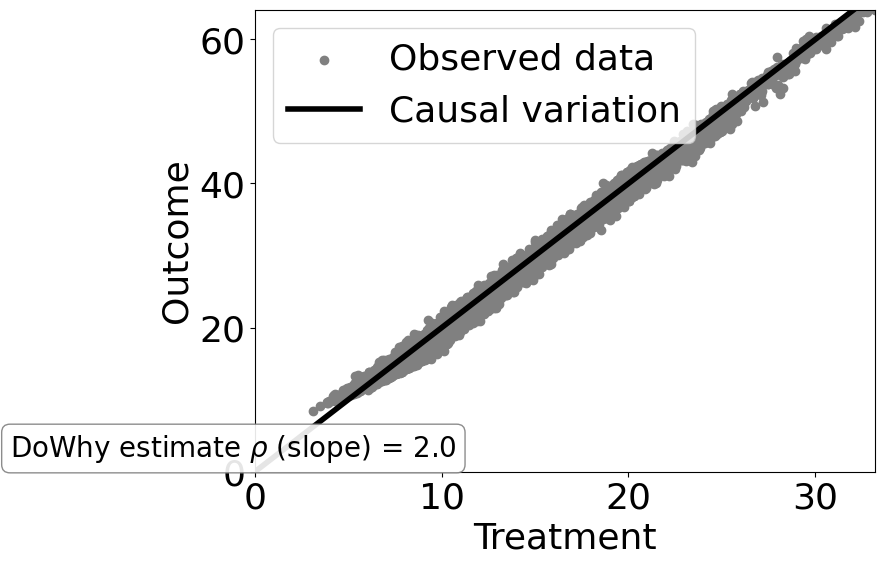 Observed data
Causal variation
60
40
20
0
Outcome
DoWhy estimate ρ (slope) = 2.0
0
10
20
30
Treatment